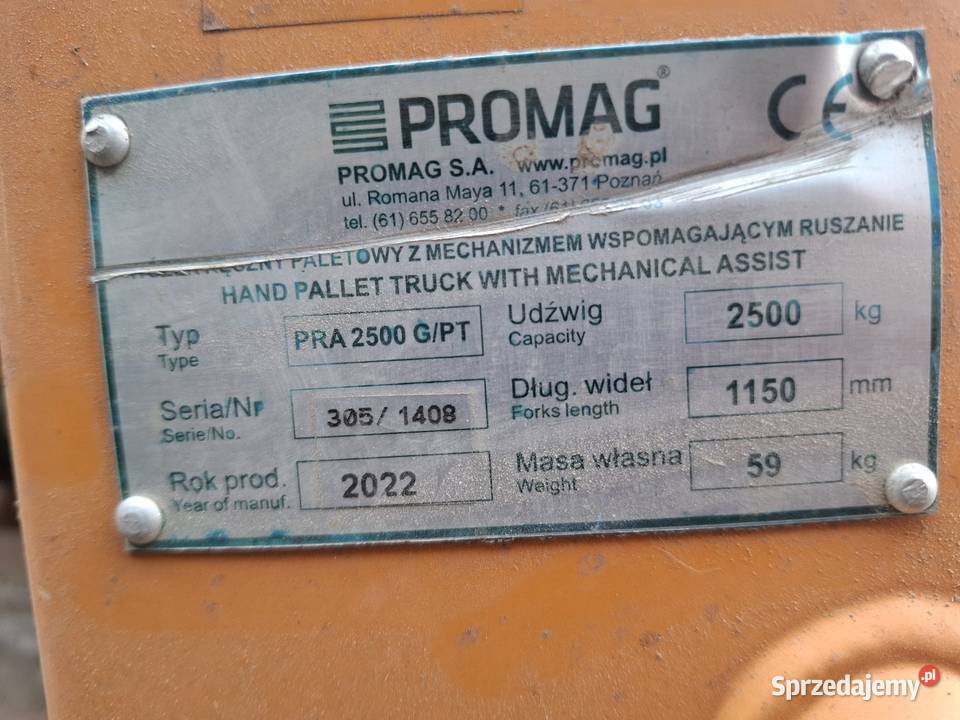 PROMAG®
CE
PROMAG S.A. www.promag.pl
ul. Romana Maya 11, 61-371 Poznań
tel. (61) 655 82 00 * fax (61)
PALETOWY Z MECHANIZMEM WSPOMAGAJĄCYM RUSZANIE
HAND PALLET TRUCK WITH MECHANICAL ASSIST
Typ
Type
PRA 2500 G/PT
Udźwig
Capacity
2500 kg
Seria/Nr
Serie/No.
305/ 1408
Dług. wideł
Forks length
1150 mm
Rok prod.
Year of manuf.
2022
Masa własna
Weight
59 kg
Sprzedajemy.pl